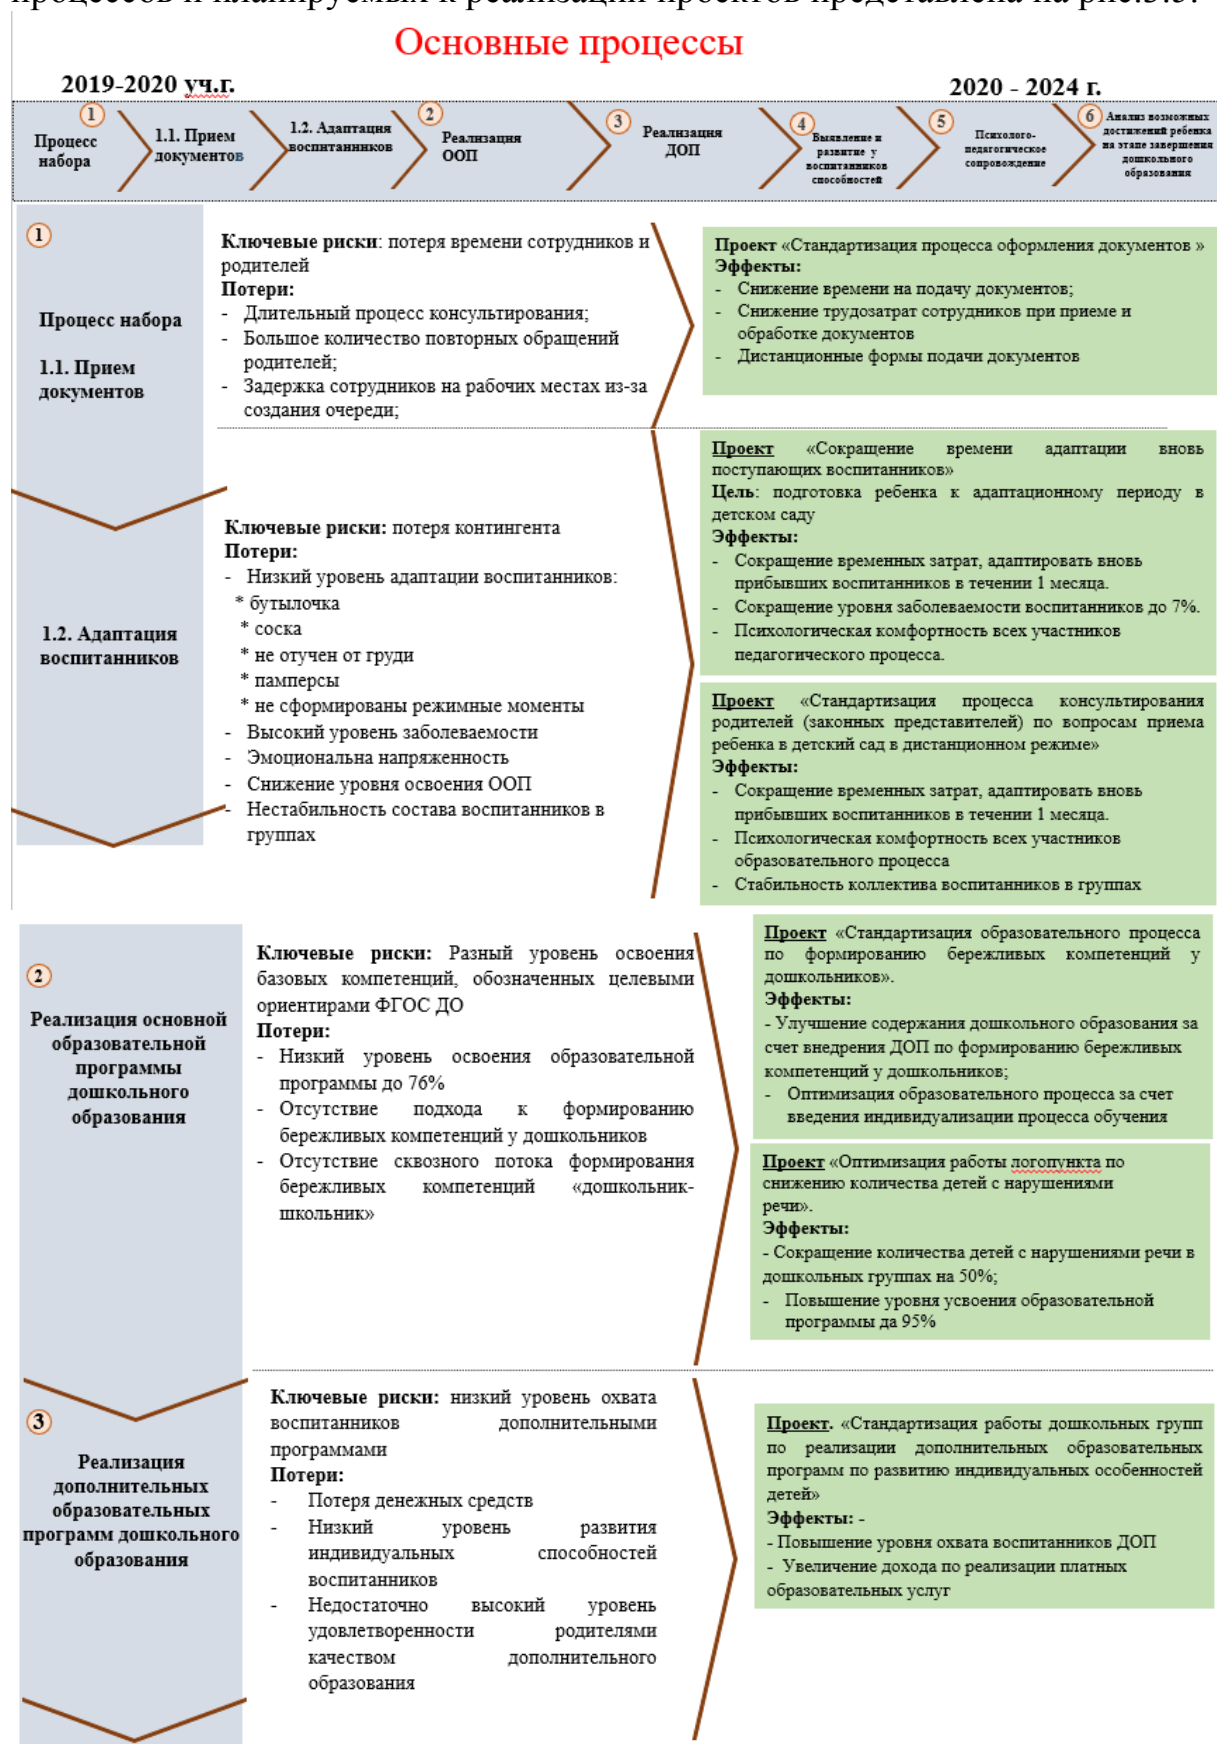 процессов и планируемых к реализации проектов представлена на рис.3.3.
Основные процессы
2019-2020 уч.г.
2020 - 2024 г.
1
Процесс
набора
1.1. Прием
документов
1.2. Адаптация
воспитанников
2
Реализация
ООП
3
Реализация
ДОП
4
Выявление и
развитие у
воспитанников
способностей
5
Психолого-
педагогическое
сопровождение
6
Анализ возможных
достижений ребенка
на этапе завершения
дошкольного
образования
1
Процесс набора
1.1. Прием
документов
Ключевые риски: потеря времени сотрудников и
родителей
Потери:
- Длительный процесс консультирования;
- Большое количество повторных обращений
родителей;
- Задержка сотрудников на рабочих местах из-за
создания очереди;
Проект «Стандартизация процесса оформления документов »
Эффекты:
- Снижение времени на подачу документов;
- Снижение трудозатрат сотрудников при приеме и
обработке документов
- Дистанционные формы подачи документов
1.2. Адаптация
воспитанников
Ключевые риски: потеря контингента
Потери:
- Низкий уровень адаптации воспитанников:
* бутылочка
* соска
* не отучен от груди
* памперсы
* не сформированы режимные моменты
- Высокий уровень заболеваемости
- Эмоциональна напряженность
- Снижение уровня освоения ООП
- Нестабильность состава воспитанников в
группах
Проект «Сокращение времени адаптации вновь
поступающих воспитанников»
Цель: подготовка ребенка к адаптационному периоду в
детском саду
Эффекты:
- Сокращение временных затрат, адаптировать вновь
прибывших воспитанников в течении 1 месяца.
- Сокращение уровня заболеваемости воспитанников до 7%.
- Психологическая комфортность всех участников
педагогического процесса.
Проект «Стандартизация процесса консультирования
родителей (законных представителей) по вопросам приема
ребенка в детский сад в дистанционном режиме»
Эффекты:
- Сокращение временных затрат, адаптировать вновь
прибывших воспитанников в течении 1 месяца.
- Психологическая комфортность всех участников
образовательного процесса
- Стабильность коллектива воспитанников в группах
2
Реализация основной
образовательной
программы
дошкольного
образования
Ключевые риски: Разный уровень освоения
базовых компетенций, обозначенных целевыми
ориентирами ФГОС ДО
Потери:
- Низкий уровень освоения образовательной
программы до 76%
- Отсутствие подхода к формированию
бережливых компетенций у дошкольников
- Отсутствие сквозного потока формирования
бережливых компетенций «дошкольник-
школьник»
Проект «Стандартизация образовательного процесса
по формированию бережливых компетенций у
дошкольников».
Эффекты:
- Улучшение содержания дошкольного образования за
счет внедрения ДОП по формированию бережливых
компетенций у дошкольников;
- Оптимизация образовательного процесса за счет
введения индивидуализации процесса обучения
Проект «Оптимизация работы логопункта по
снижению количества детей с нарушениями
речи».
Эффекты:
- Сокращение количества детей с нарушениями речи в
дошкольных группах на 50%;
- Повышение уровня усвоения образовательной
программы да 95%
3
Реализация
дополнительных
образовательных
программ дошкольного
образования
Ключевые риски: низкий уровень охвата
воспитанников дополнительными
программами
Потери:
- Потеря денежных средств
- Низкий уровень развития
индивидуальных способностей
воспитанников
- Недостаточно высокий уровень
удовлетворенности родителями
качеством дополнительного
образования
Проект. «Стандартизация работы дошкольных групп
по реализации дополнительных образовательных
программ по развитию индивидуальных особенностей
детей»
Эффекты: -
- Повышение уровня охвата воспитанников ДОП
- Увеличение дохода по реализации платных
образовательных услуг